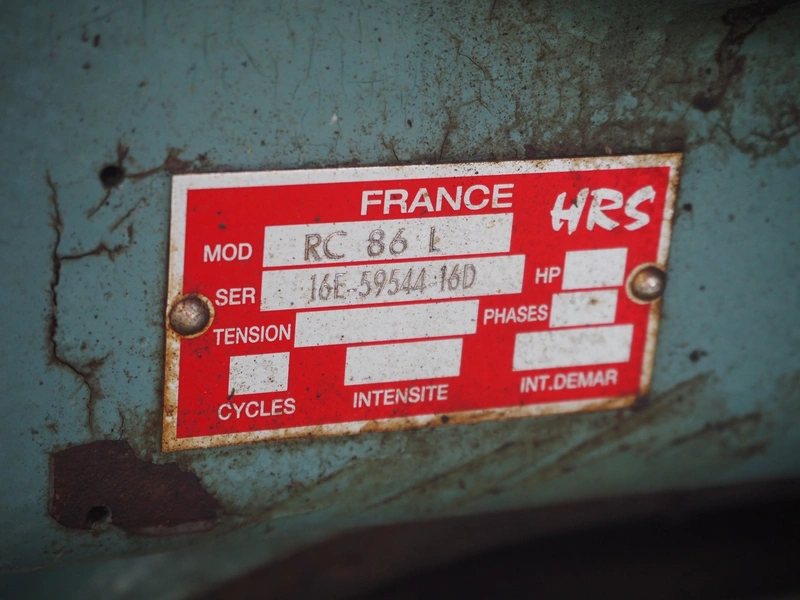 FRANCE HRS
MOD RC 86 L
SER 16E-59544-16D HP
TENSION PHASES
CYCLES INTENSITE INT.DEMAR